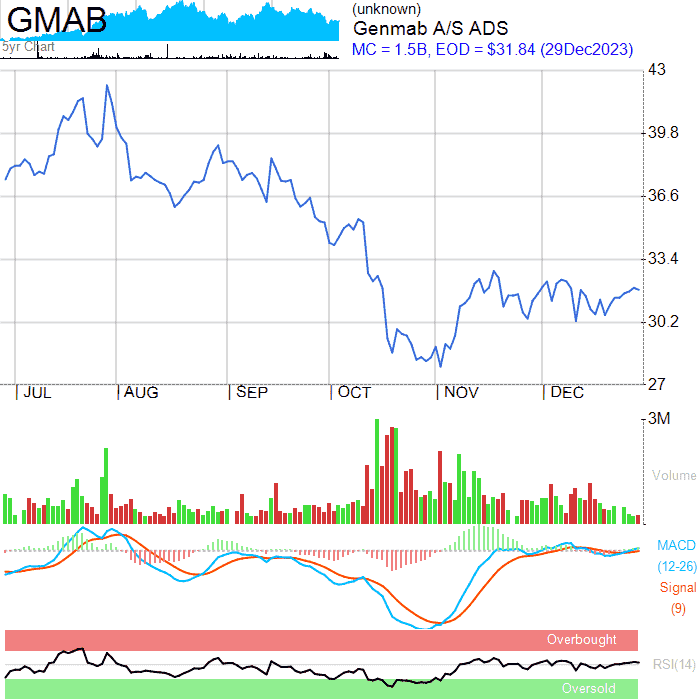 GMAB
5yr Chart
(unknown)
Genmab A/S ADS
MC = 1.5B, EOD = $31.84 (29Dec2023)
43
39.8
36.6
33.4
30.2
27
JUL AUG SEP OCT NOV DEC
3M
Volume
MACD
(12-26)
Signal
(9)
Overbought
RSI(14)
Oversold